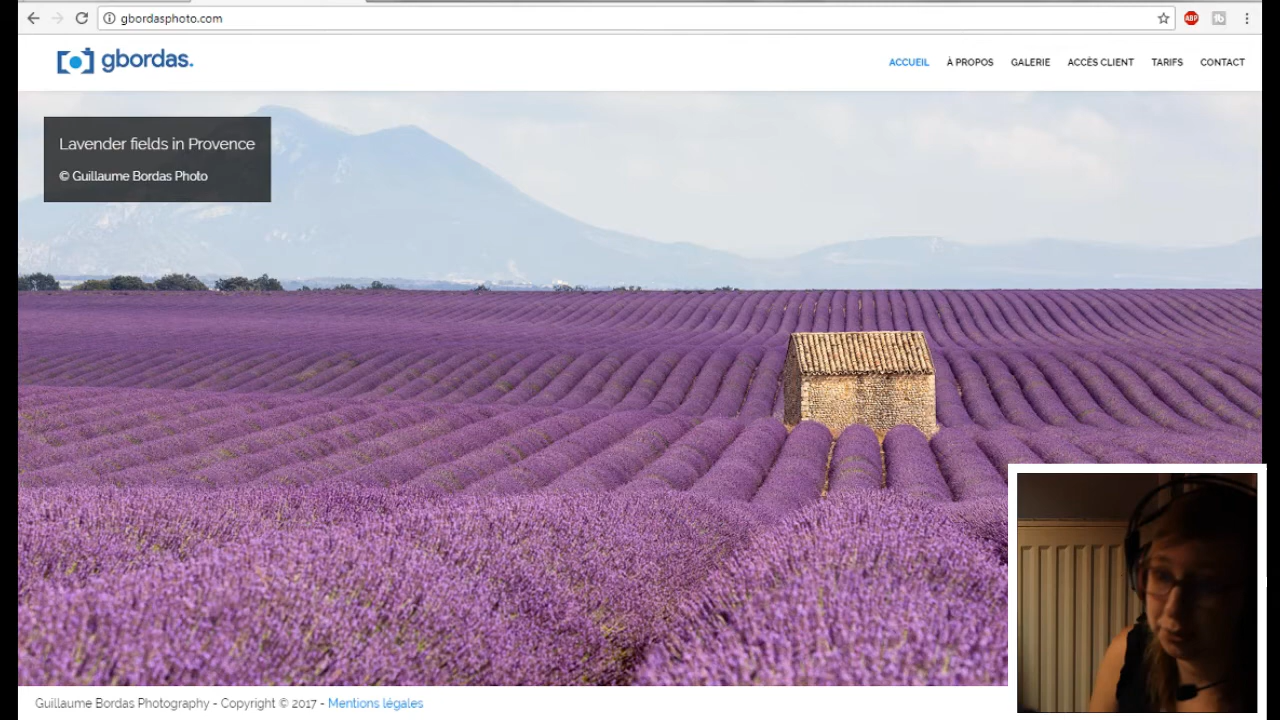 gbordasphoto.com
ABP
gbordas.
ACCUEIL À PROPOS GALERIE ACCÈS CLIENT TARIFS CONTACT
Lavender fields in Provence
© Guillaume Bordas Photo
Guillaume Bordas Photography - Copyright © 2017 - Mentions légales